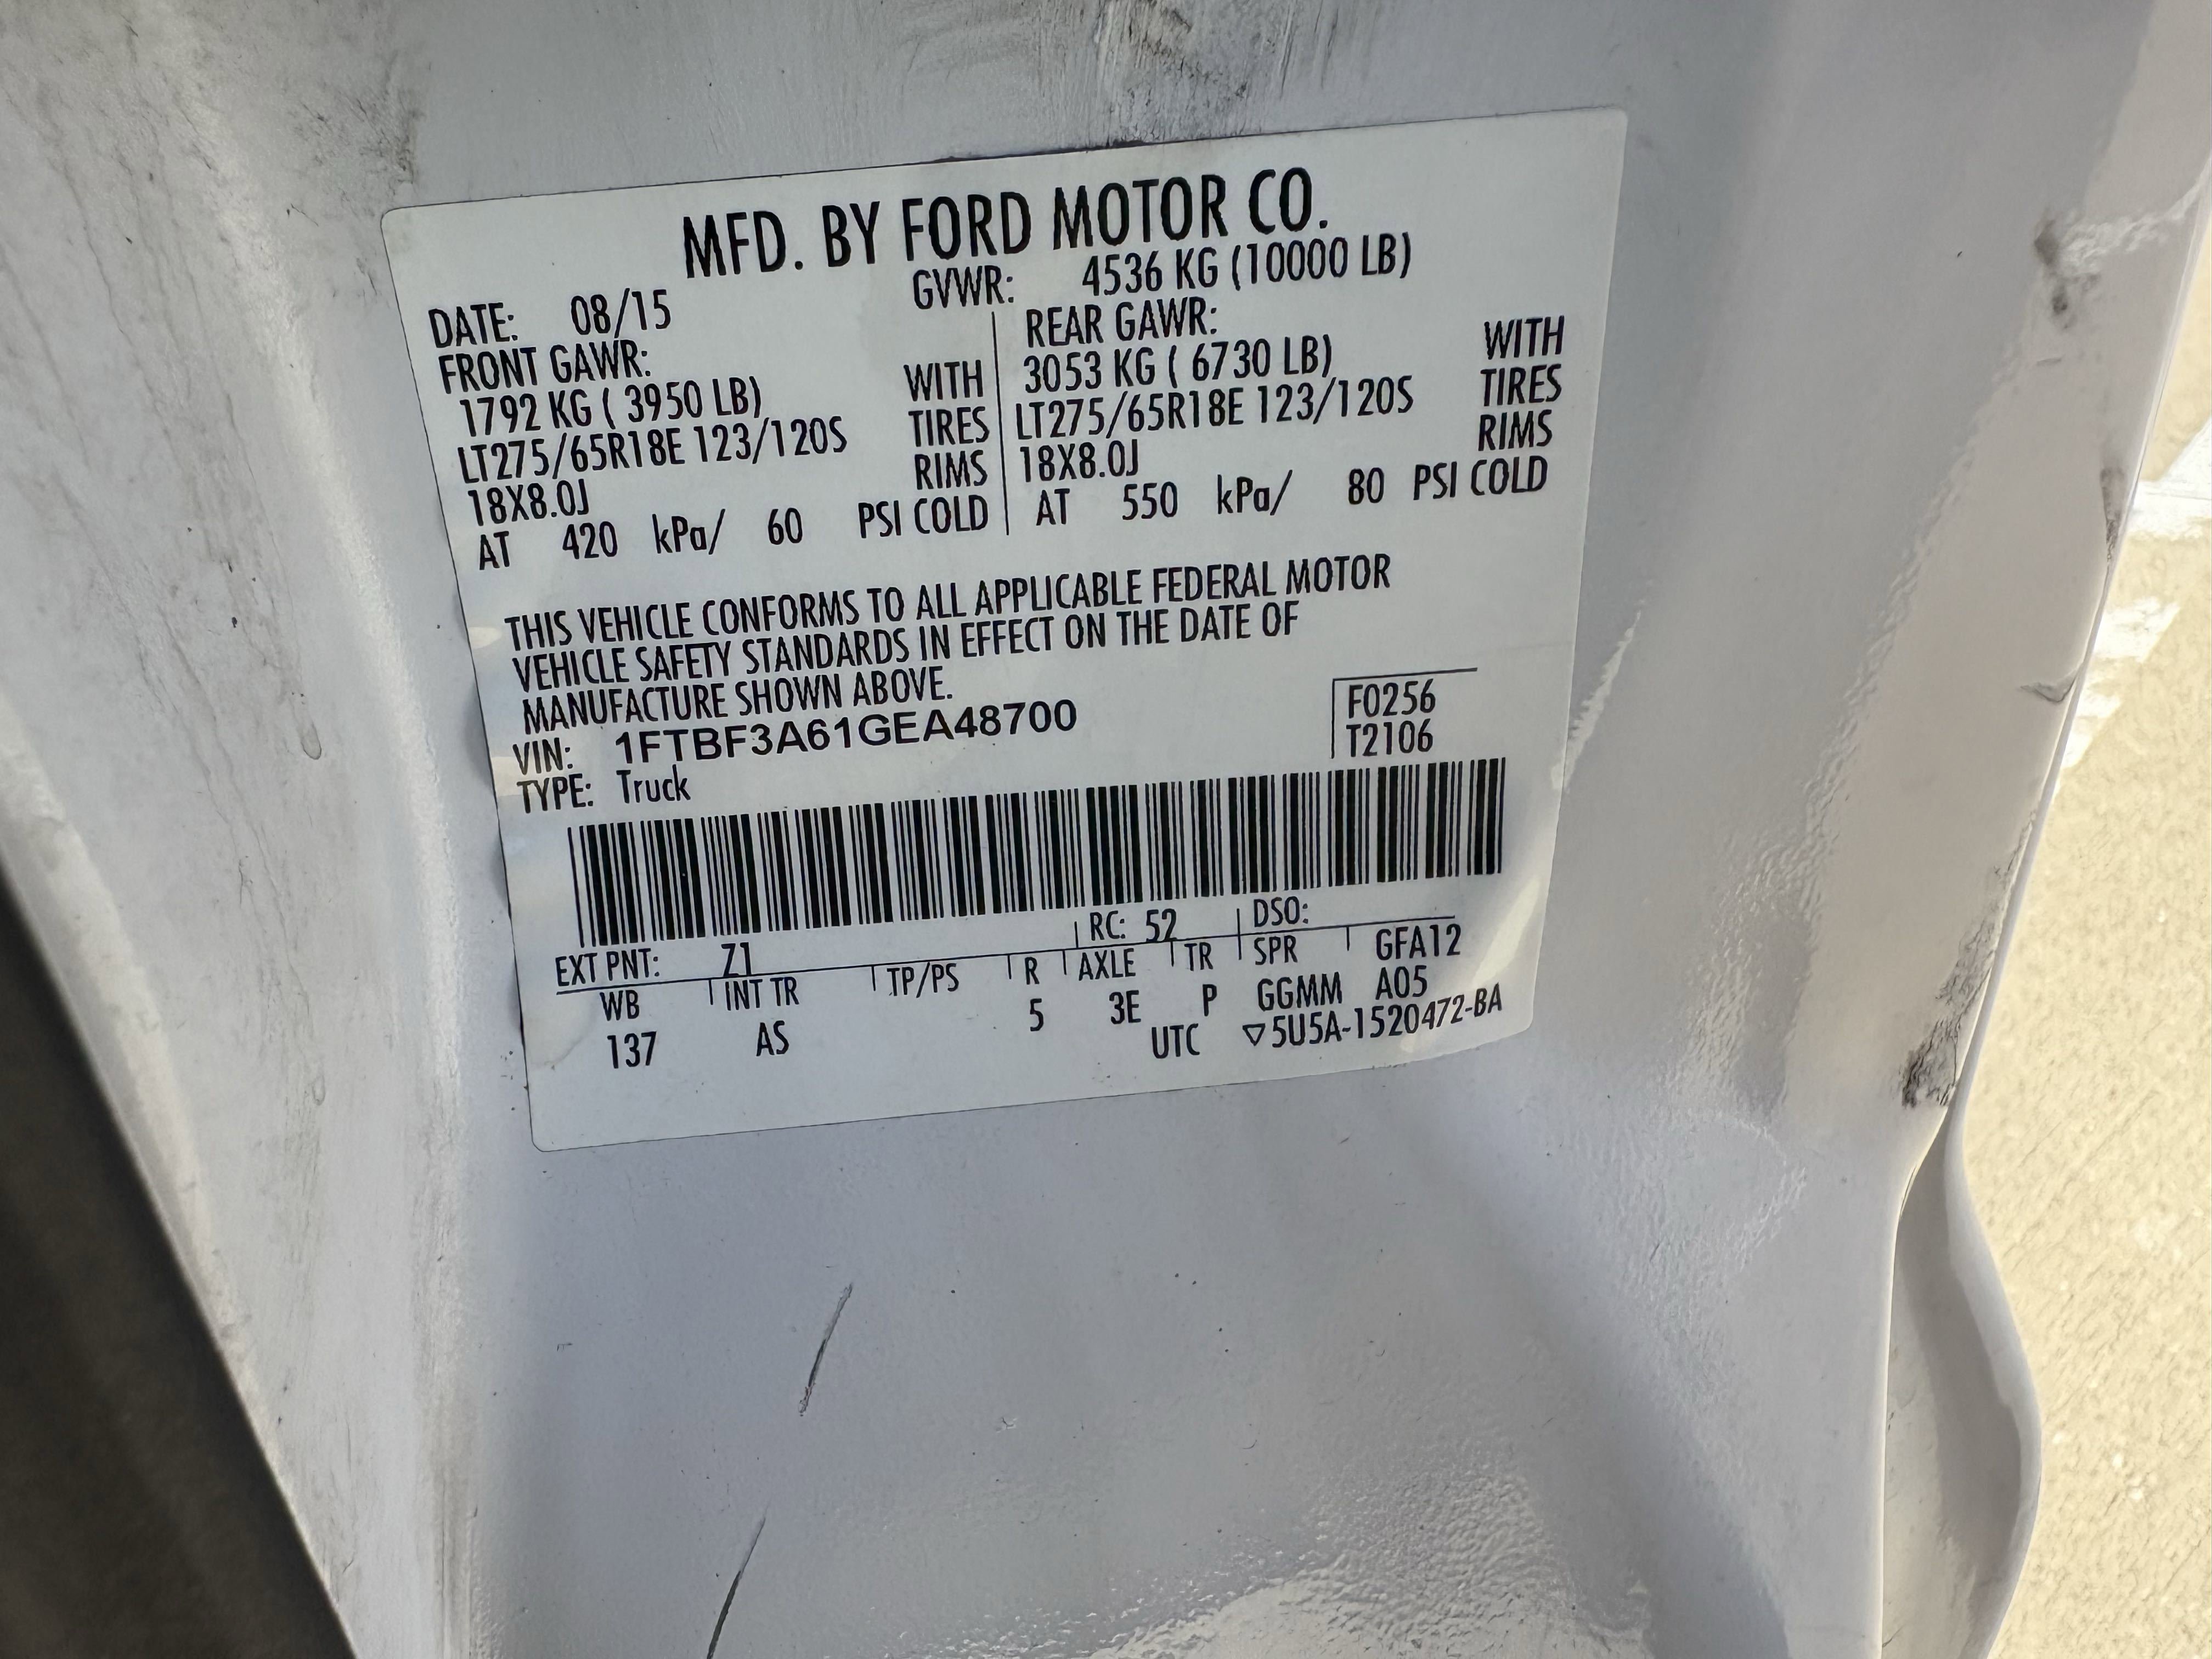 MFD. BY FORD MOTOR CO.
DATE: 08/15 GVWR: 4536 KG (10000 LB)
FRONT GAWR: REAR GAWR:
1792 KG ( 3950 LB) WITH 3053 KG ( 6730 LB) WITH
LT275/65R18E 123/120S TIRES LT275/65R18E 123/120S TIRES
18X8.0J RIMS 18X8.0J RIMS
AT 420 kPa/ 60 PSI COLD AT 550 kPa/ 80 PSI COLD
THIS VEHICLE CONFORMS TO ALL APPLICABLE FEDERAL MOTOR
VEHICLE SAFETY STANDARDS IN EFFECT ON THE DATE OF
MANUFACTURE SHOWN ABOVE.
VIN: 1FTBF3A61GEA48700 F0256
TYPE: Truck T2106
EXT PNT: Z1 RC: 52 DSO:
WB INT TR TP/PS R AXLE TR SPR GFA12
137 AS 5 3E P GGMM A05
UTC ▽5U5A-1520472-BA